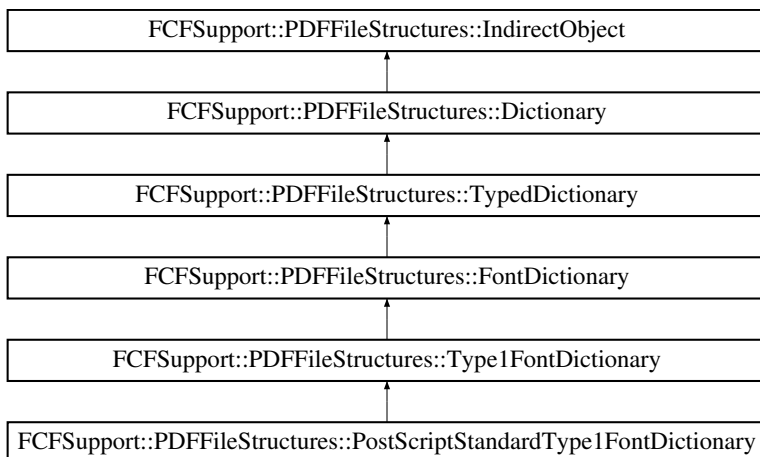 FCFSupport::PDFFileStructures::IndirectObject
FCFSupport::PDFFileStructures::Dictionary
FCFSupport::PDFFileStructures::TypedDictionary
FCFSupport::PDFFileStructures::FontDictionary
FCFSupport::PDFFileStructures::Type1FontDictionary
FCFSupport::PDFFileStructures::PostScriptStandardType1FontDictionary